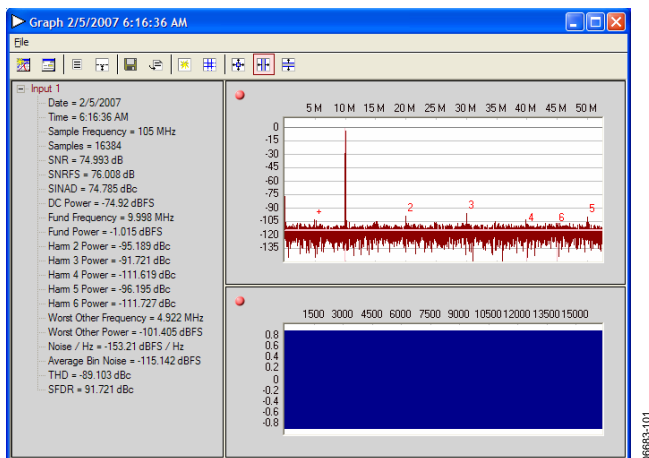 Graph 2/5/2007 6:16:36 AM
File
Input 1
Date = 2/5/2007
Time = 6:16:36 AM
Sample Frequency = 105 MHz
Samples = 16384
SNR = 74.993 dB
SNRFS = 76.008 dB
SINAD = 74.785 dBc
DC Power = -74.92 dBFS
Fund Frequency = 9.998 MHz
Fund Power = -1.015 dBFS
Harm 2 Power = -95.189 dBc
Harm 3 Power = -91.721 dBc
Harm 4 Power = -111.619 dBc
Harm 5 Power = -96.195 dBc
Harm 6 Power = -111.727 dBc
Worst Other Frequency = 4.922 MHz
Worst Other Power = -101.405 dBFS
Noise / Hz = -153.21 dBFS / Hz
Average Bin Noise = -115.142 dBFS
THD = -89.103 dBc
SFDR = 91.721 dBc
5 M 10 M 15 M 20 M 25 M 30 M 35 M 40 M 45 M 50 M
0
-15
-30
-45
-60
-75
-90
-105
-120
-135
+ 2 3 4 6 5
1500 3000 4500 6000 7500 9000 10500 12000 13500 15000
0.8
0.6
0.4
0.2
0
-0.2
-0.4
-0.6
-0.8
06683-101